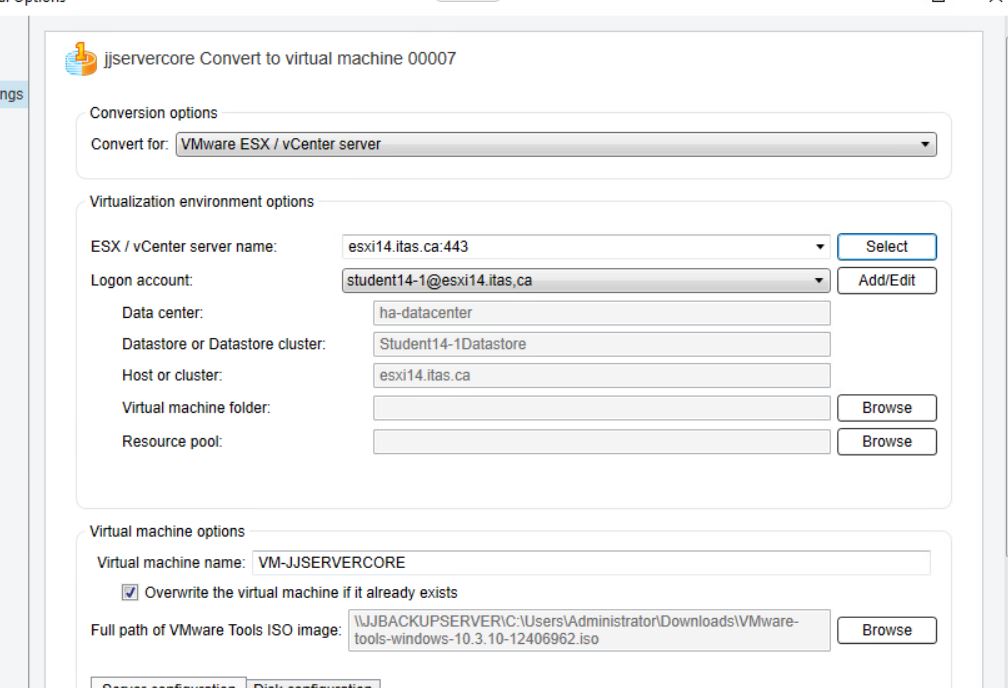 jjservercore Convert to virtual machine 00007
ngs
Conversion options
Convert for: VMware ESX / vCenter server
Virtualization environment options
ESX / vCenter server name: esxi14.itas.ca:443 Select
Logon account: student14-1@esxi14.itas,ca Add/Edit
Data center: ha-datacenter
Datastore or Datastore cluster: Student14-1Datastore
Host or cluster: esxi14.itas.ca
Virtual machine folder: Browse
Resource pool: Browse
Virtual machine options
Virtual machine name: VM-JJSERVERCORE
Overwrite the virtual machine if it already exists
Full path of VMware Tools ISO image: \\JJBACKUPSERVER\C:\Users\Administrator\Downloads\VMware-
tools-windows-10.3.10-12406962.iso Browse
Server configuration Disk configuration